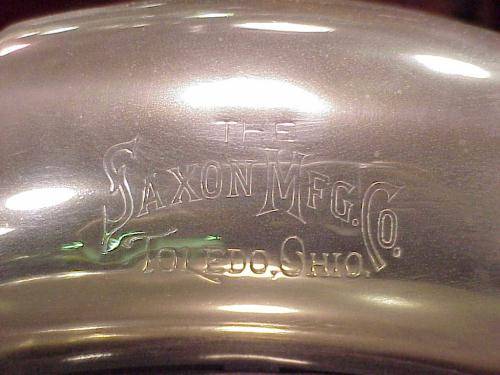 THE
SAXON MFG. CO.
TOLEDO, OHIO.